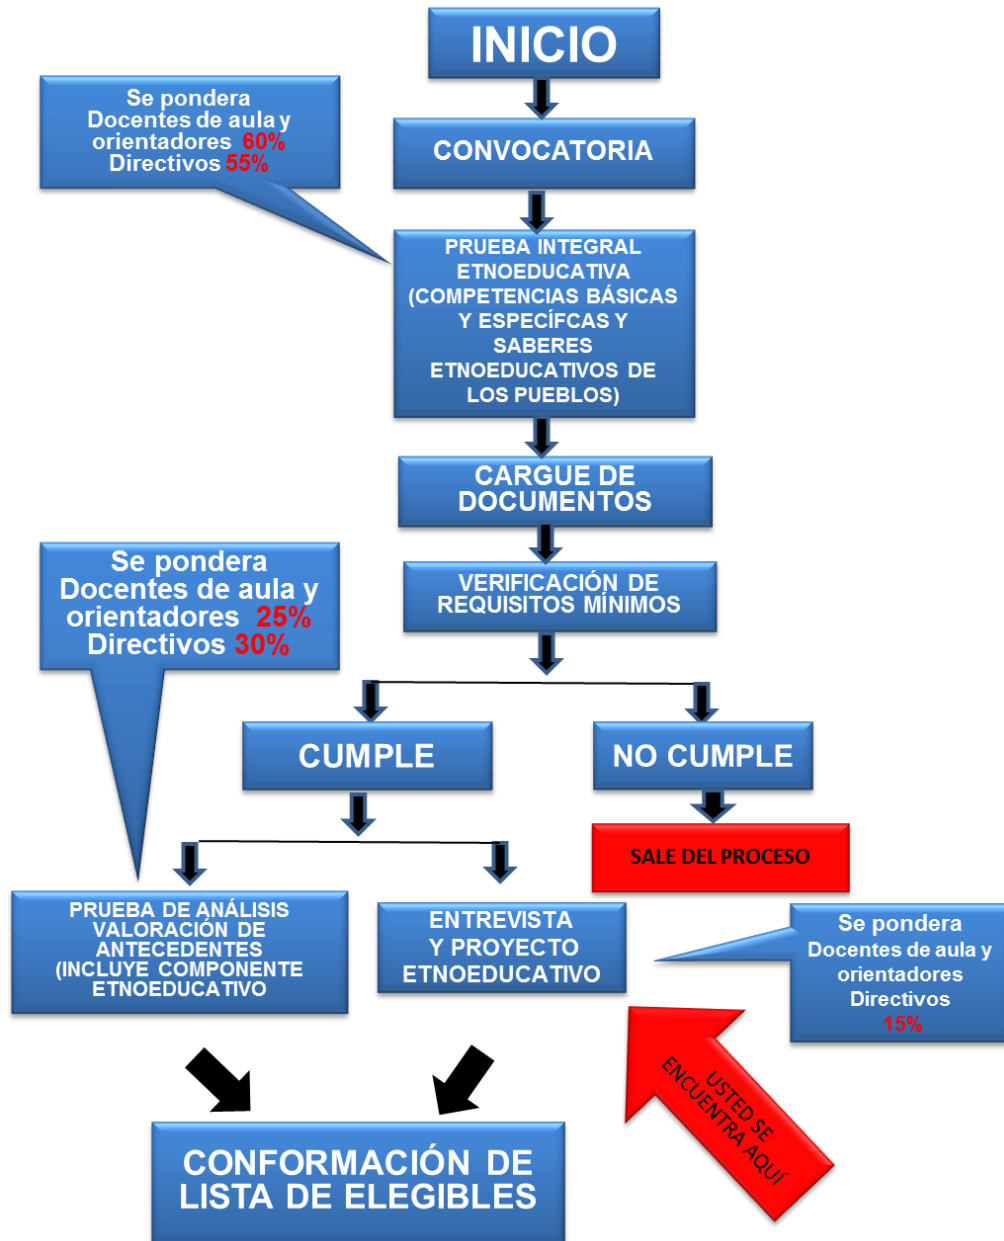 INICIO
Se pondera
Docentes de aula y
orientadores 60%
Directivos 55%
CONVOCATORIA
PRUEBA INTEGRAL
ETNOEDUCATIVA
(COMPETENCIAS BÁSICAS
Y ESPECÍFCAS Y
SABERES
ETNOEDUCATIVOS DE
LOS PUEBLOS)
CARGUE DE
DOCUMENTOS
Se pondera
Docentes de aula y
orientadores 25%
Directivos 30%
VERIFICACIÓN DE
REQUISITOS MÍNIMOS
CUMPLE
NO CUMPLE
SALE DEL PROCESO
PRUEBA DE ANÁLISIS
VALORACIÓN DE
ANTECEDENTES
(INCLUYE COMPONENTE
ETNOEDUCATIVO
ENTREVISTA
Y PROYECTO
ETNOEDUCATIVO
Se pondera
Docentes de aula y
orientadores
Directivos
15%
USTED SE
ENCUENTRA AQUÍ
CONFORMACIÓN DE
LISTA DE ELEGIBLES